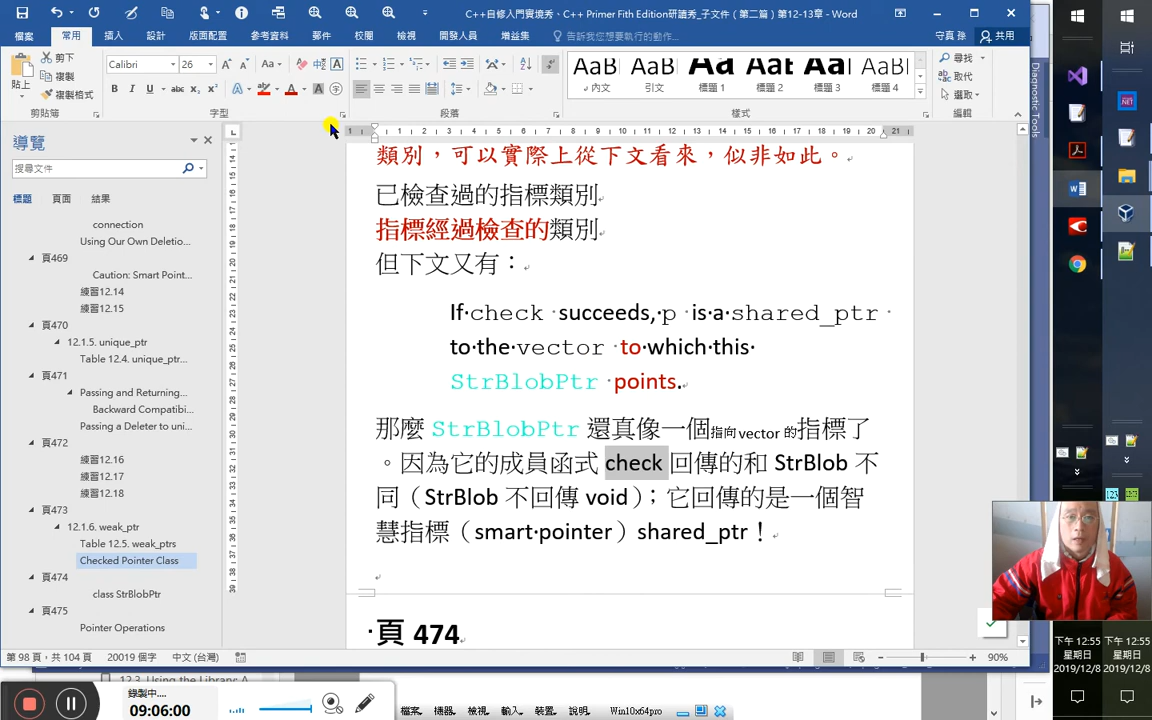 C++自修入門實境秀、C++ Primer Fifth Edition研讀秀_子文件（第二篇）第12-13章 - Word
檔案 常用 插入 設計 版面配置 參考資料 郵件 校閱 檢視 開發人員 增益集 告訴我您想要執行的動作... 守真 孫 共用
貼上 剪下 複製 複製格式 剪貼簿
Calibri 26 字型
段落
AaB 內文 AaB 引文 AaB 標題 1 AaB 標題 2 AaB 標題 3 AaB 標題 4 樣式
尋找 取代 選取 編輯
導覽
搜尋文件
標題 頁面 結果
connection
Using Our Own Deletio...
頁469
Caution: Smart Point...
練習12.14
練習12.15
頁470
12.1.5. unique_ptr
Table 12.4. unique_ptr...
頁471
Passing and Returning...
Backward Compatibi...
Passing a Deleter to uni...
頁472
練習12.16
練習12.17
練習12.18
頁473
12.1.6. weak_ptr
Table 12.5. weak_ptrs
Checked Pointer Class
頁474
class StrBlobPtr
頁475
Pointer Operations
類別，可以實際上從下文看來，似非如此。
已檢查過的指標類別
指標經過檢查的類別
但下文又有：
If check succeeds, p is a shared_ptr
to the vector to which this
StrBlobPtr points.
那麼 StrBlobPtr 還真像一個指向 vector 的指標了
。因為它的成員函式 check 回傳的和 StrBlob 不
同（StrBlob 不回傳 void）；它回傳的是一個智
慧指標（smart pointer）shared_ptr！
頁 474
第 98 頁，共 104 頁 20019 個字 中文 (台灣) 90%
Diagnostic Tools
12.3. Using the Library: A
錄製中....
09:06:00
檔案 機器 檢視 輸入 裝置 說明 Win10x64pro
下午 12:55
星期日
2019/12/8
下午 12:55
星期日
2019/12/8